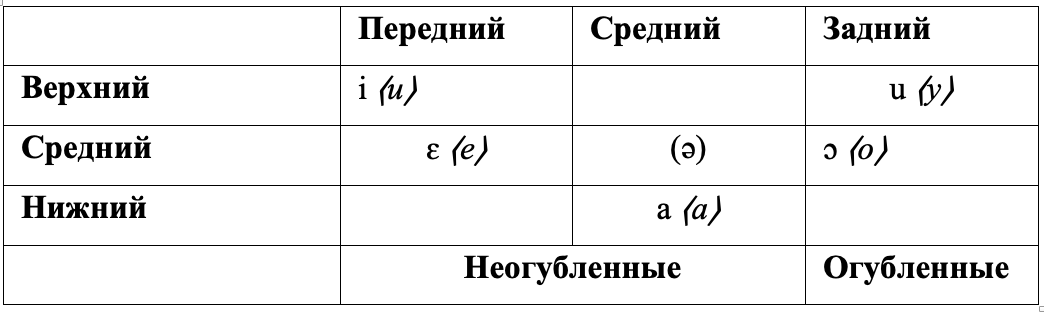 Передний Средний Задний
Верхний i ⟨и⟩ u ⟨у⟩
Средний ɛ ⟨е⟩ (ə) ɔ ⟨о⟩
Нижний a ⟨а⟩
Неогубленные Огубленные